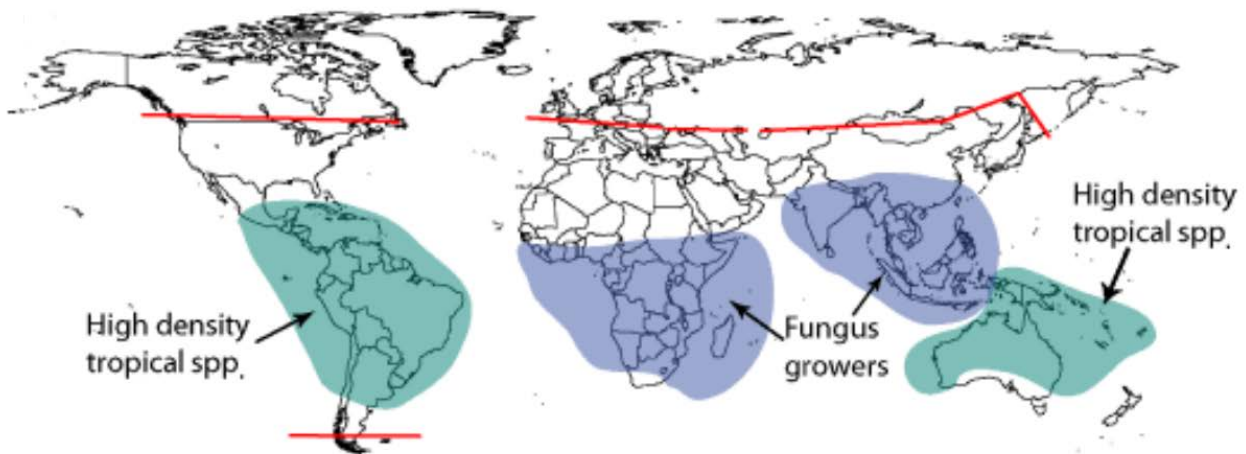 High density
tropical spp.
High density
tropical spp.
Fungus
growers